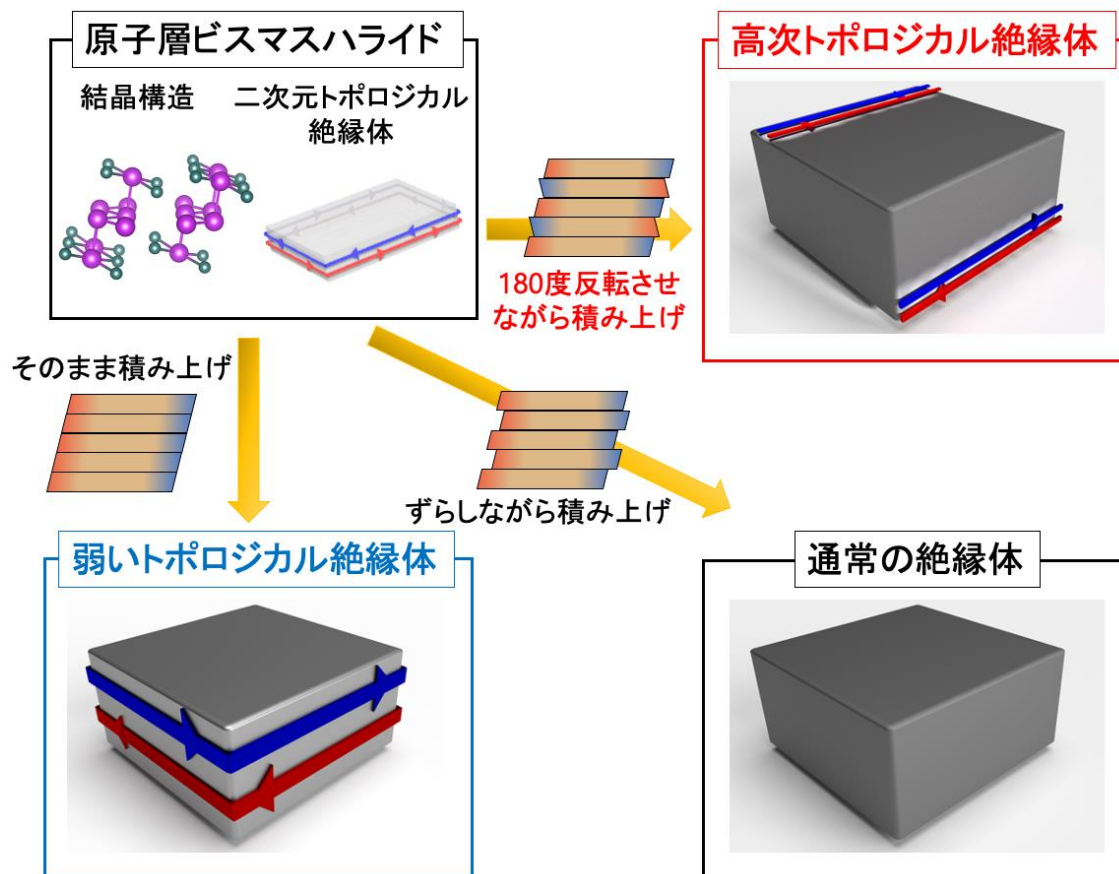 原子層ビスマスハライド
結晶構造
二次元トポロジカル
絶縁体
180度反転させ
ながら積み上げ
高次トポロジカル絶縁体
そのまま積み上げ
ずらしながら積み上げ
弱いトポロジカル絶縁体
通常の絶縁体